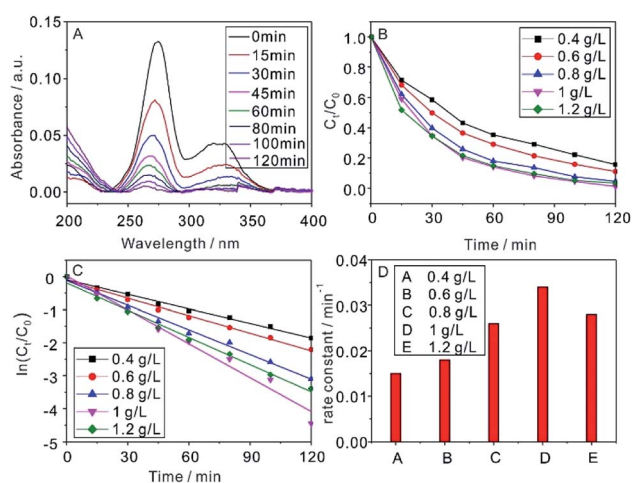 A
0min
15min
30min
45min
60min
80min
100min
120min
0.15
0.10
0.05
0.00
Absorbance / a.u.
200 250 300 350 400
Wavelength / nm
B
0.4 g/L
0.6 g/L
0.8 g/L
1 g/L
1.2 g/L
1.0
0.8
0.6
0.4
0.2
0.0
Ct/C0
0 30 60 90 120
Time / min
C
0.4 g/L
0.6 g/L
0.8 g/L
1 g/L
1.2 g/L
0
-1
-2
-3
-4
-5
ln(Ct/C0)
0 30 60 90 120
Time / min
D
A 0.4 g/L
B 0.6 g/L
C 0.8 g/L
D 1 g/L
E 1.2 g/L
0.04
0.03
0.02
0.01
0.00
rate constant / min-1
A B C D E